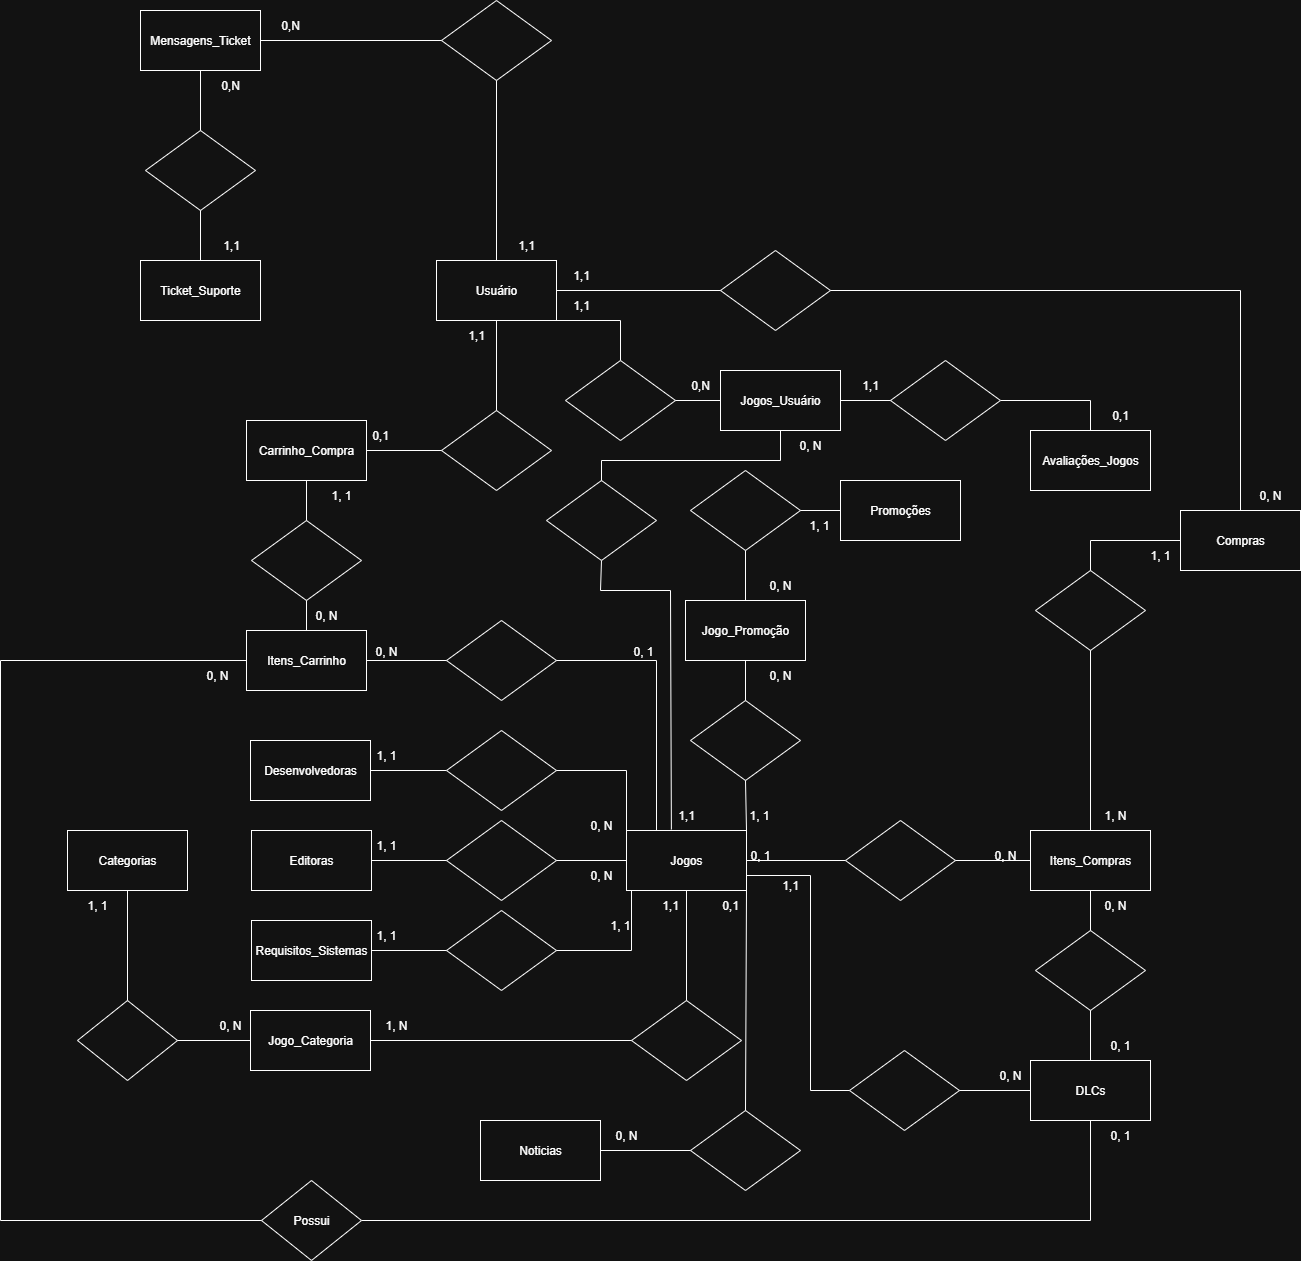 0,N
Mensagens_Ticket
0,N
1,1
1,1
Ticket_Suporte
Usuário
1,1
1,1
1,1
0,N
Jogos_Usuário
1,1
0,1
Carrinho_Compra
0,1
0, N
Avaliações_Jogos
1, 1
Promoções
1, 1
0, N
Compras
1, 1
0, N
Jogo_Promoção
0, N
Itens_Carrinho
0, N
0, 1
0, N
0, N
Desenvolvedoras
1, 1
0, N
1,1
1, 1
1, N
Categorias
Editoras
1, 1
Jogos
0, 1
0, N
Itens_Compras
0, N
1,1
1, 1
1,1
0,1
0, N
Requisitos_Sistemas
1, 1
1, 1
0, N
Jogo_Categoria
1, N
0, 1
0, N
DLCs
Noticias
0, N
0, 1
Possui